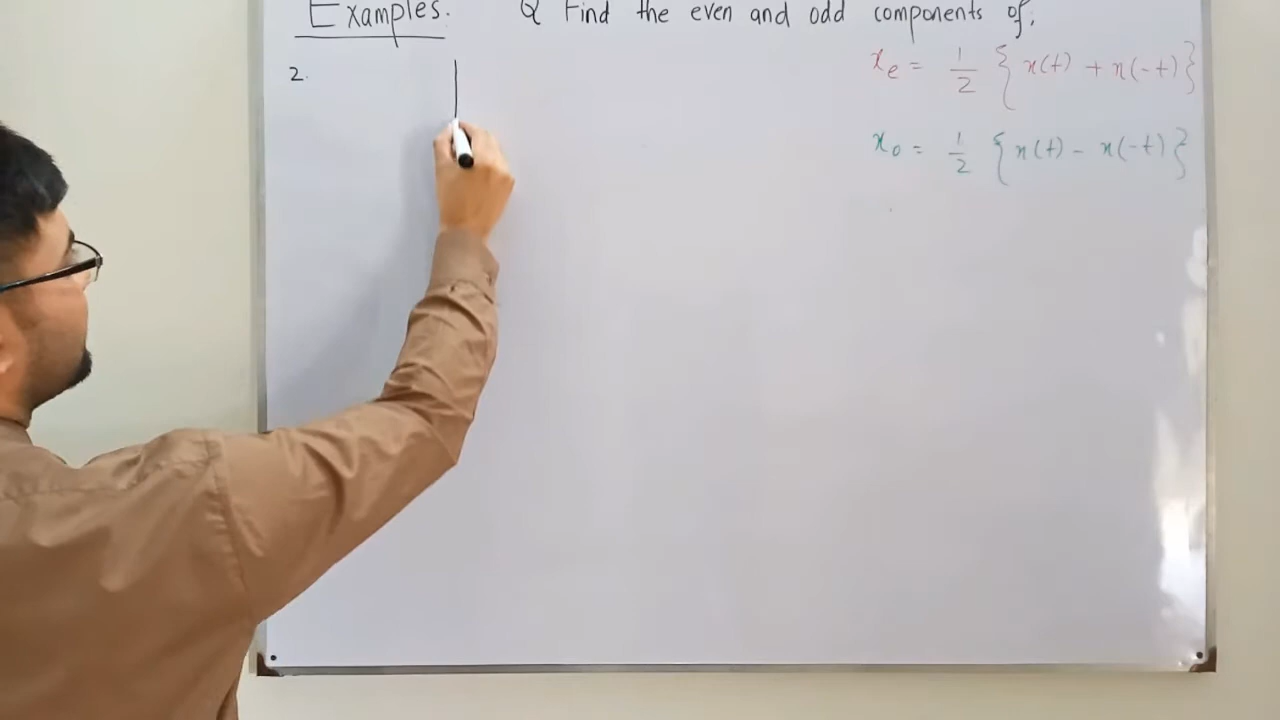 Examples. Q Find the even and odd components of;
2.
xe = 1/2 { x(t) + x(-t)}
xo = 1/2 { x(t) - x(-t)}